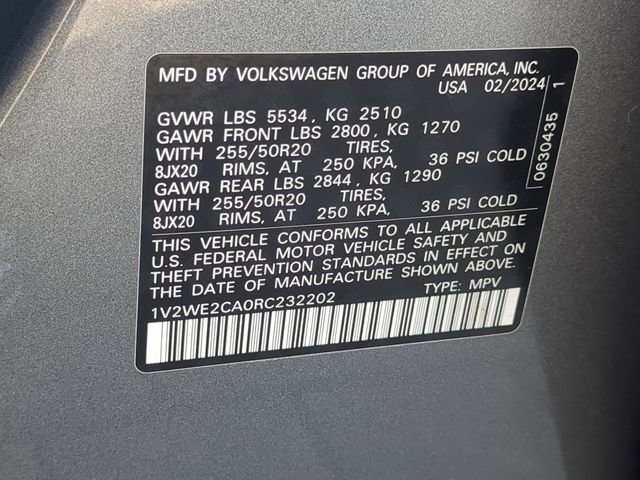 MFD BY VOLKSWAGEN GROUP OF AMERICA, INC.
USA 02/2024
GVWR LBS 5534, KG 2510
GAWR FRONT LBS 2800, KG 1270
WITH 255/50R20 TIRES,
8JX20 RIMS, AT 250 KPA, 36 PSI COLD
GAWR REAR LBS 2844, KG 1290
WITH 255/50R20 TIRES,
8JX20 RIMS, AT 250 KPA, 36 PSI COLD
THIS VEHICLE CONFORMS TO ALL APPLICABLE
U.S. FEDERAL MOTOR VEHICLE SAFETY AND
THEFT PREVENTION STANDARDS IN EFFECT ON
THE DATE OF MANUFACTURE SHOWN ABOVE.
1V2WE2CA0RC232202 TYPE: MPV
0630435 1